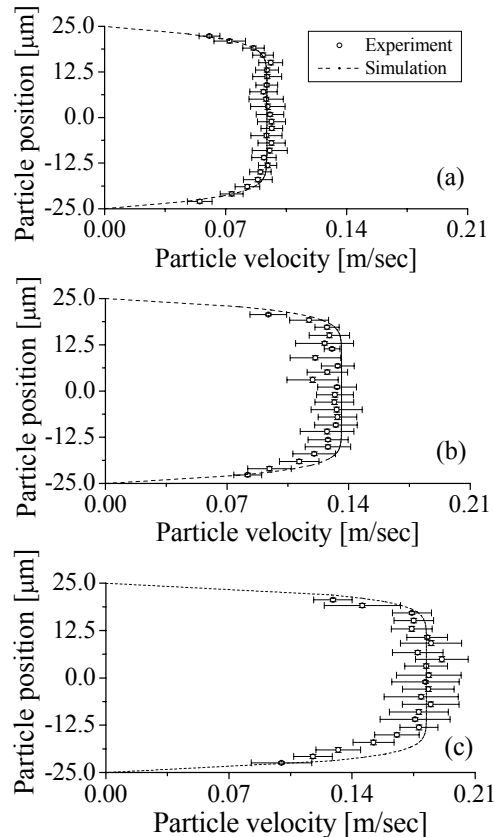 25.0
12.5
0.0
-12.5
-25.0
Particle position [μm]
Experiment
Simulation
(a)
0.00 0.07 0.14 0.21
Particle velocity [m/sec]
25.0
12.5
0.0
-12.5
-25.0
Particle position [μm]
(b)
0.00 0.07 0.14 0.21
Particle velocity [m/sec]
25.0
12.5
0.0
-12.5
-25.0
Particle position [μm]
(c)
0.00 0.07 0.14 0.21
Particle velocity [m/sec]